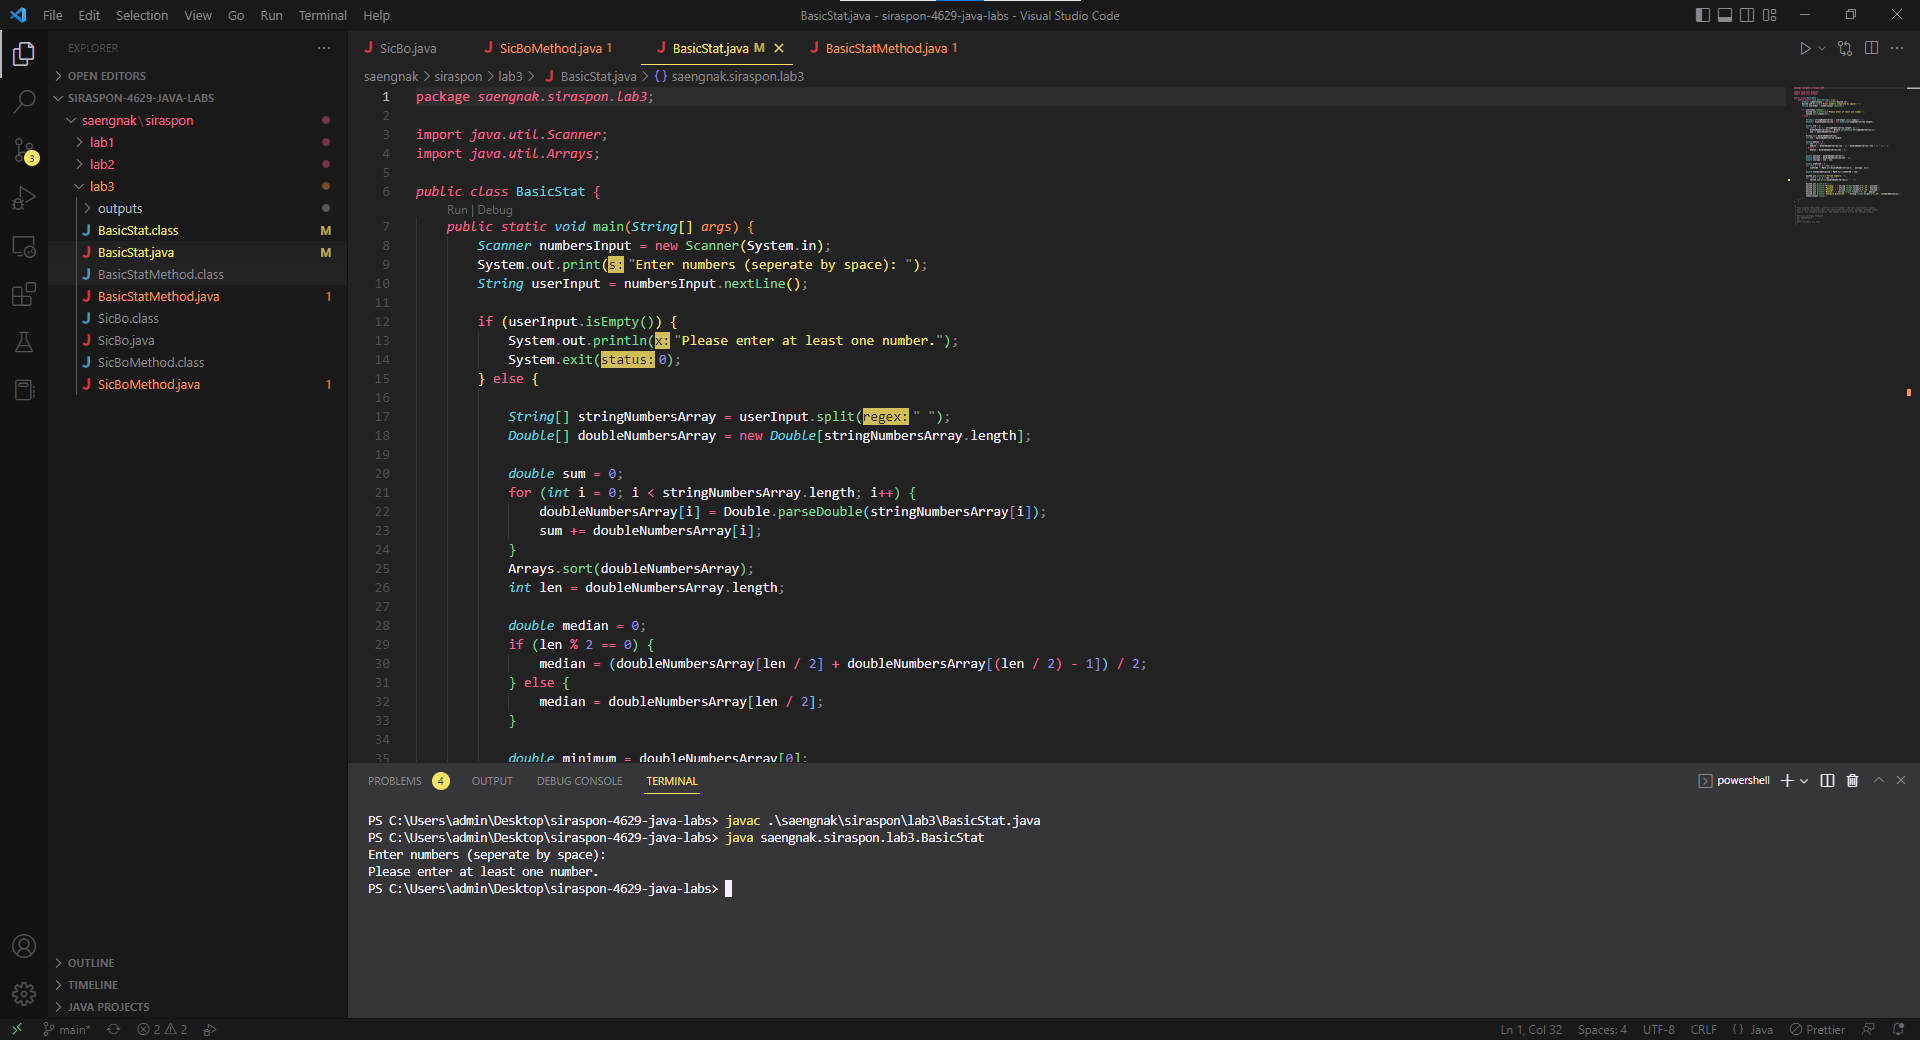 File Edit Selection View Go Run Terminal Help
BasicStat.java - siraspon-4629-java-labs - Visual Studio Code
EXPLORER
OPEN EDITORS
SIRASPON-4629-JAVA-LABS
saengnak\siraspon
lab1
lab2
lab3
outputs
BasicStat.class M
BasicStat.java M
BasicStatMethod.class
BasicStatMethod.java 1
SicBo.class
SicBo.java
SicBoMethod.class
SicBoMethod.java 1
OUTLINE
TIMELINE
JAVA PROJECTS
3
SicBo.java SicBoMethod.java 1 BasicStat.java M BasicStatMethod.java 1
saengnak > siraspon > lab3 > BasicStat.java > {} saengnak.siraspon.lab3
1 package saengnak.siraspon.lab3;
2
3 import java.util.Scanner;
4 import java.util.Arrays;
5
6 public class BasicStat {
Run | Debug
7 public static void main(String[] args) {
8 Scanner numbersInput = new Scanner(System.in);
9 System.out.print(s: "Enter numbers (seperate by space): ");
10 String userInput = numbersInput.nextLine();
11
12 if (userInput.isEmpty()) {
13 System.out.println(x: "Please enter at least one number.");
14 System.exit(status: 0);
15 } else {
16
17 String[] stringNumbersArray = userInput.split(regex: " ");
18 Double[] doubleNumbersArray = new Double[stringNumbersArray.length];
19
20 double sum = 0;
21 for (int i = 0; i < stringNumbersArray.length; i++) {
22 doubleNumbersArray[i] = Double.parseDouble(stringNumbersArray[i]);
23 sum += doubleNumbersArray[i];
24 }
25 Arrays.sort(doubleNumbersArray);
26 int len = doubleNumbersArray.length;
27
28 double median = 0;
29 if (len % 2 == 0) {
30 median = (doubleNumbersArray[len / 2] + doubleNumbersArray[(len / 2) - 1]) / 2;
31 } else {
32 median = doubleNumbersArray[len / 2];
33 }
34
35 double minimum = doubleNumbersArray[0];
PROBLEMS 4 OUTPUT DEBUG CONSOLE TERMINAL
powershell
PS C:\Users\admin\Desktop\siraspon-4629-java-labs> javac .\saengnak\siraspon\lab3\BasicStat.java
PS C:\Users\admin\Desktop\siraspon-4629-java-labs> java saengnak.siraspon.lab3.BasicStat
Enter numbers (seperate by space):
Please enter at least one number.
PS C:\Users\admin\Desktop\siraspon-4629-java-labs>
main* 2 2
Ln 1, Col 32 Spaces: 4 UTF-8 CRLF {} Java Prettier